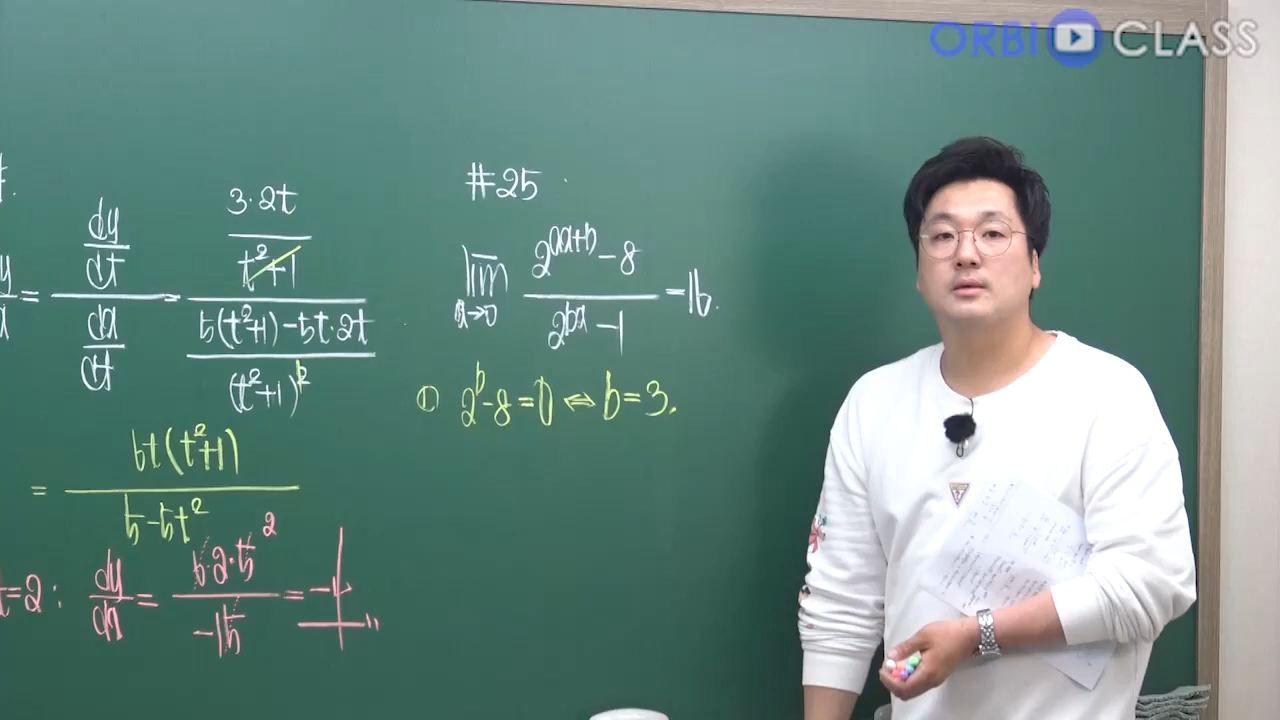 ORBI CLASS
dy/dt / dx/dt = (3·2t / t²+1) / (5(t²+1)-5t·2t / (t²+1)²)
= 6t(t²+1) / 5-5t²
t=2 : dy/dx = 6·2·5 / -15 = -4
#25
lim x→0 2^(ax+b) -8 / 2^(bx) -1 =16.
① 2^b -8=0 ⇔ b=3.